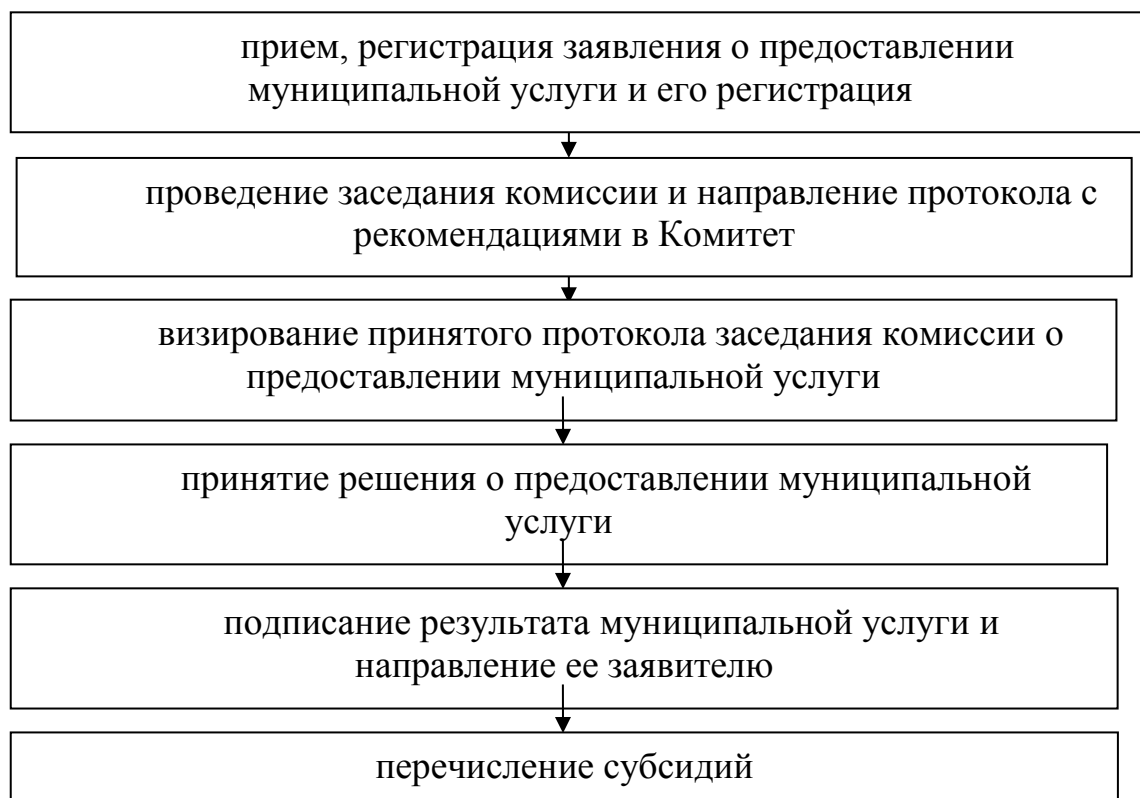 прием, регистрация заявления о предоставлении
муниципальной услуги и его регистрация
проведение заседания комиссии и направление протокола с
рекомендациями в Комитет
визирование принятого протокола заседания комиссии о
предоставлении муниципальной услуги
принятие решения о предоставлении муниципальной
услуги
подписание результата муниципальной услуги и
направление ее заявителю
перечисление субсидий